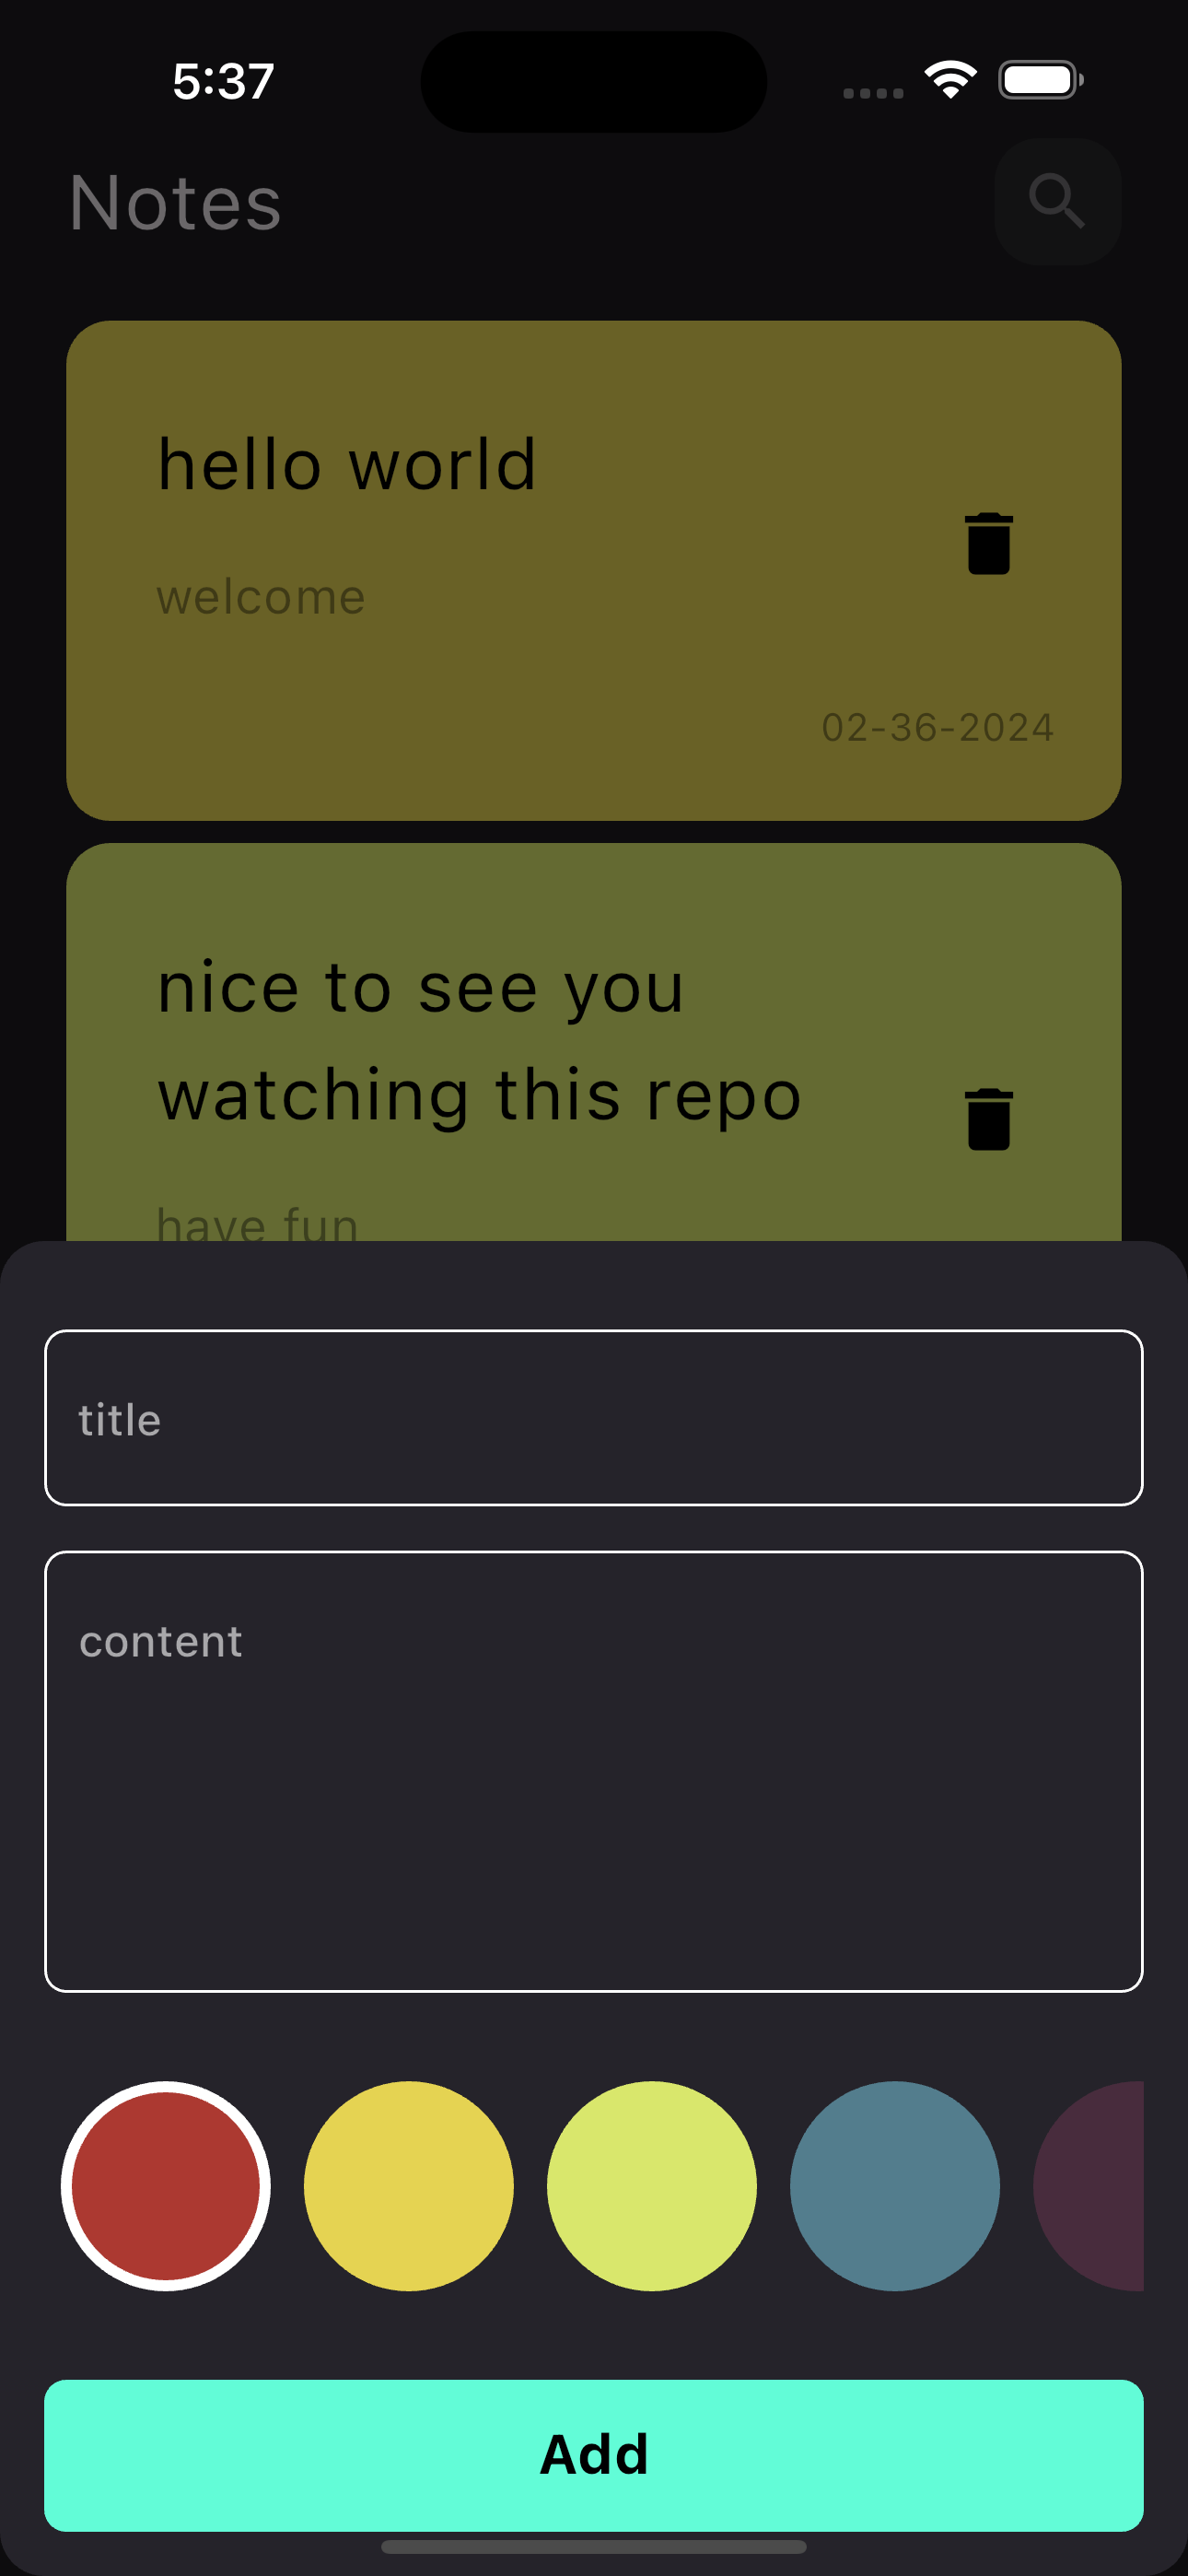 5:37
Notes
hello world
welcome
02-36-2024
nice to see you
watching this repo
have fun
title
content
Add